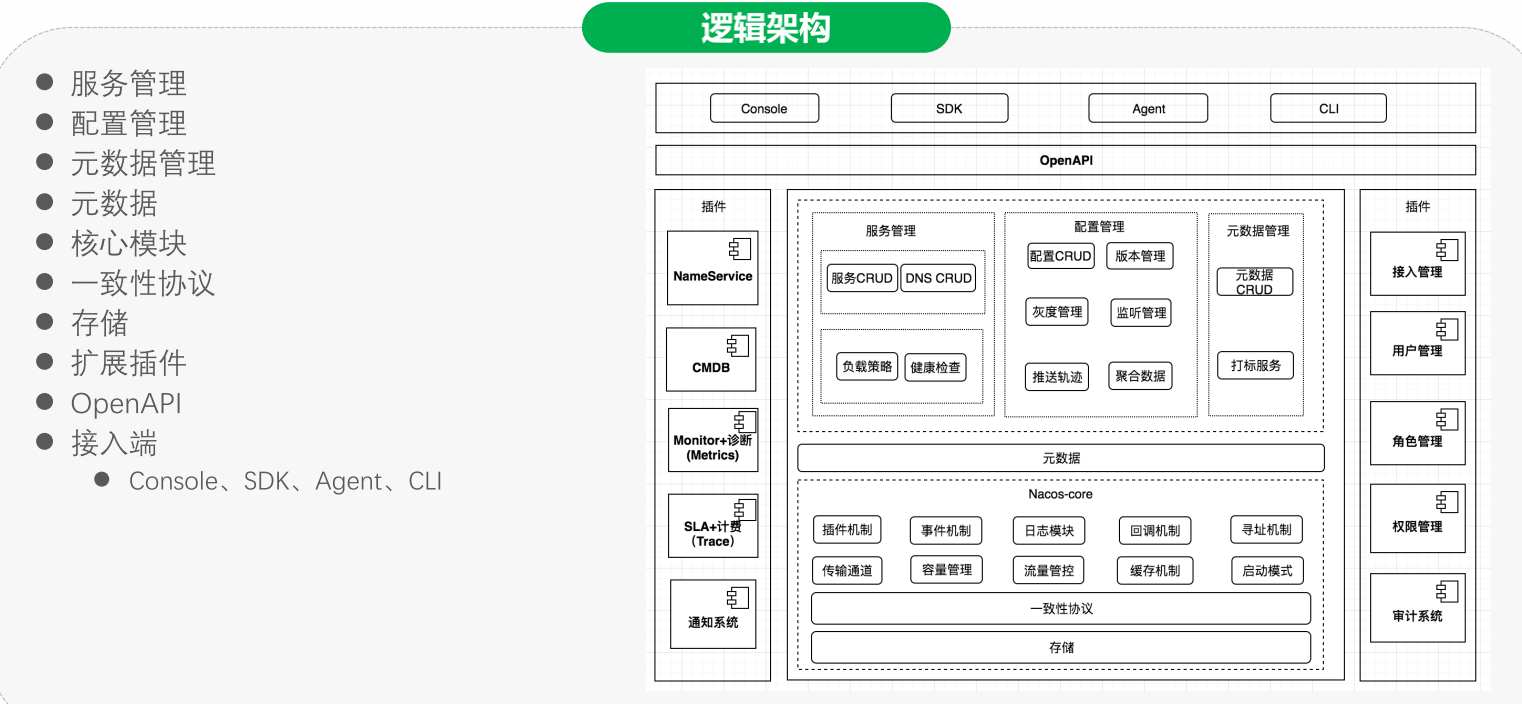 逻辑架构
服务管理
配置管理
元数据管理
元数据
核心模块
一致性协议
存储
扩展插件
OpenAPI
接入端
Console、SDK、Agent、CLI
Console
SDK
Agent
CLI
OpenAPI
插件
NameService
CMDB
Monitor+诊断
(Metrics)
SLA+计费
（Trace）
通知系统
服务管理
服务CRUD
DNS CRUD
负载策略
健康检查
配置管理
配置CRUD
版本管理
灰度管理
监听管理
推送轨迹
聚合数据
元数据管理
元数据
CRUD
打标服务
元数据
Nacos-core
插件机制
事件机制
日志模块
回调机制
寻址机制
传输通道
容量管理
流量管控
缓存机制
启动模式
一致性协议
存储
插件
接入管理
用户管理
角色管理
权限管理
审计系统